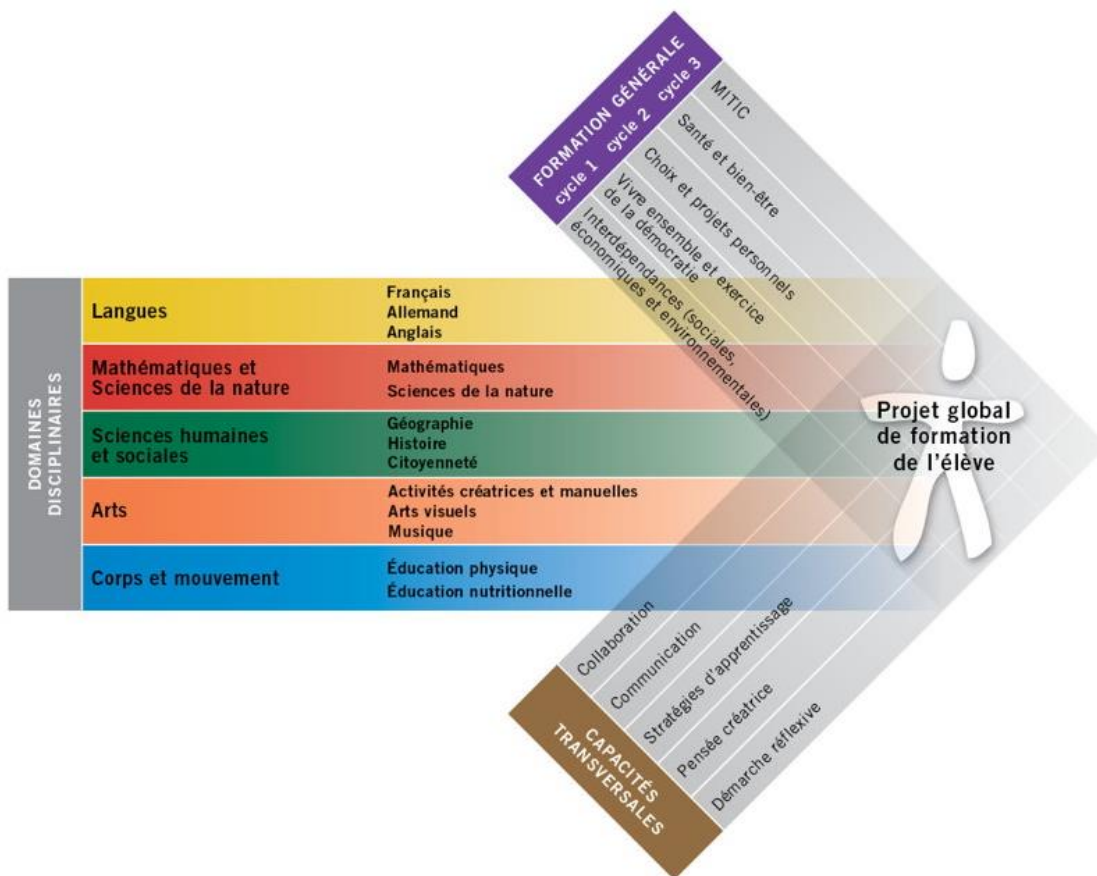 FORMATION GÉNÉRALE
cycle 1 cycle 2 cycle 3
MITIC
Santé et bien-être
Choix et projets personnels
Vivre ensemble et exercice
de la démocratie
Interdépendances (sociales,
économiques et environnementales)
DOMAINES
DISCIPLINAIRES
Langues
Français
Allemand
Anglais
Mathématiques et
Sciences de la nature
Mathématiques
Sciences de la nature
Sciences humaines
et sociales
Géographie
Histoire
Citoyenneté
Arts
Activités créatrices et manuelles
Arts visuels
Musique
Corps et mouvement
Éducation physique
Éducation nutritionnelle
Projet global
de formation
de l'élève
CAPACITÉS
TRANSVERSALES
Collaboration
Communication
Stratégies d'apprentissage
Pensée créatrice
Démarche réflexive